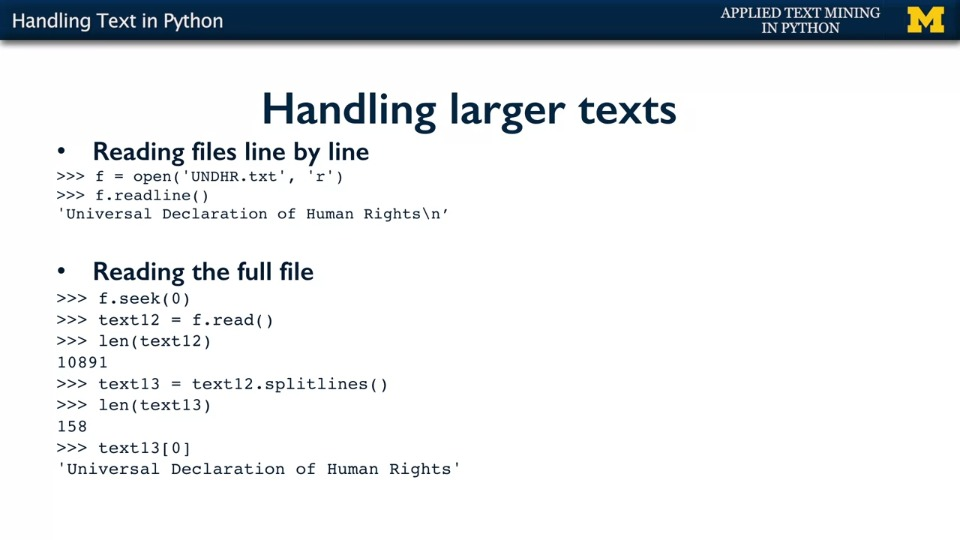 Handling Text in Python
APPLIED TEXT MINING
IN PYTHON
M
Handling larger texts
• Reading files line by line
>>> f = open('UNDHR.txt', 'r')
>>> f.readline()
'Universal Declaration of Human Rights\n’
• Reading the full file
>>> f.seek(0)
>>> text12 = f.read()
>>> len(text12)
10891
>>> text13 = text12.splitlines()
>>> len(text13)
158
>>> text13[0]
'Universal Declaration of Human Rights'